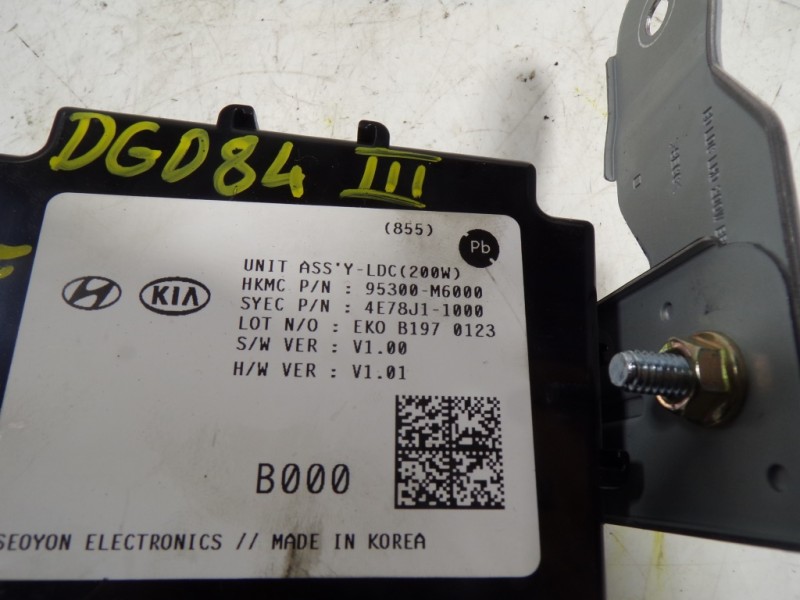 DGD84 III
(855)
Pb
UNIT ASS'Y-LDC(200W)
HKMC P/N : 95300-M6000
SYEC P/N : 4E78J1-1000
LOT N/O : EKO B197 0123
S/W VER : V1.00
H/W VER : V1.01
KIA
B000
SEOYON ELECTRONICS // MADE IN KOREA